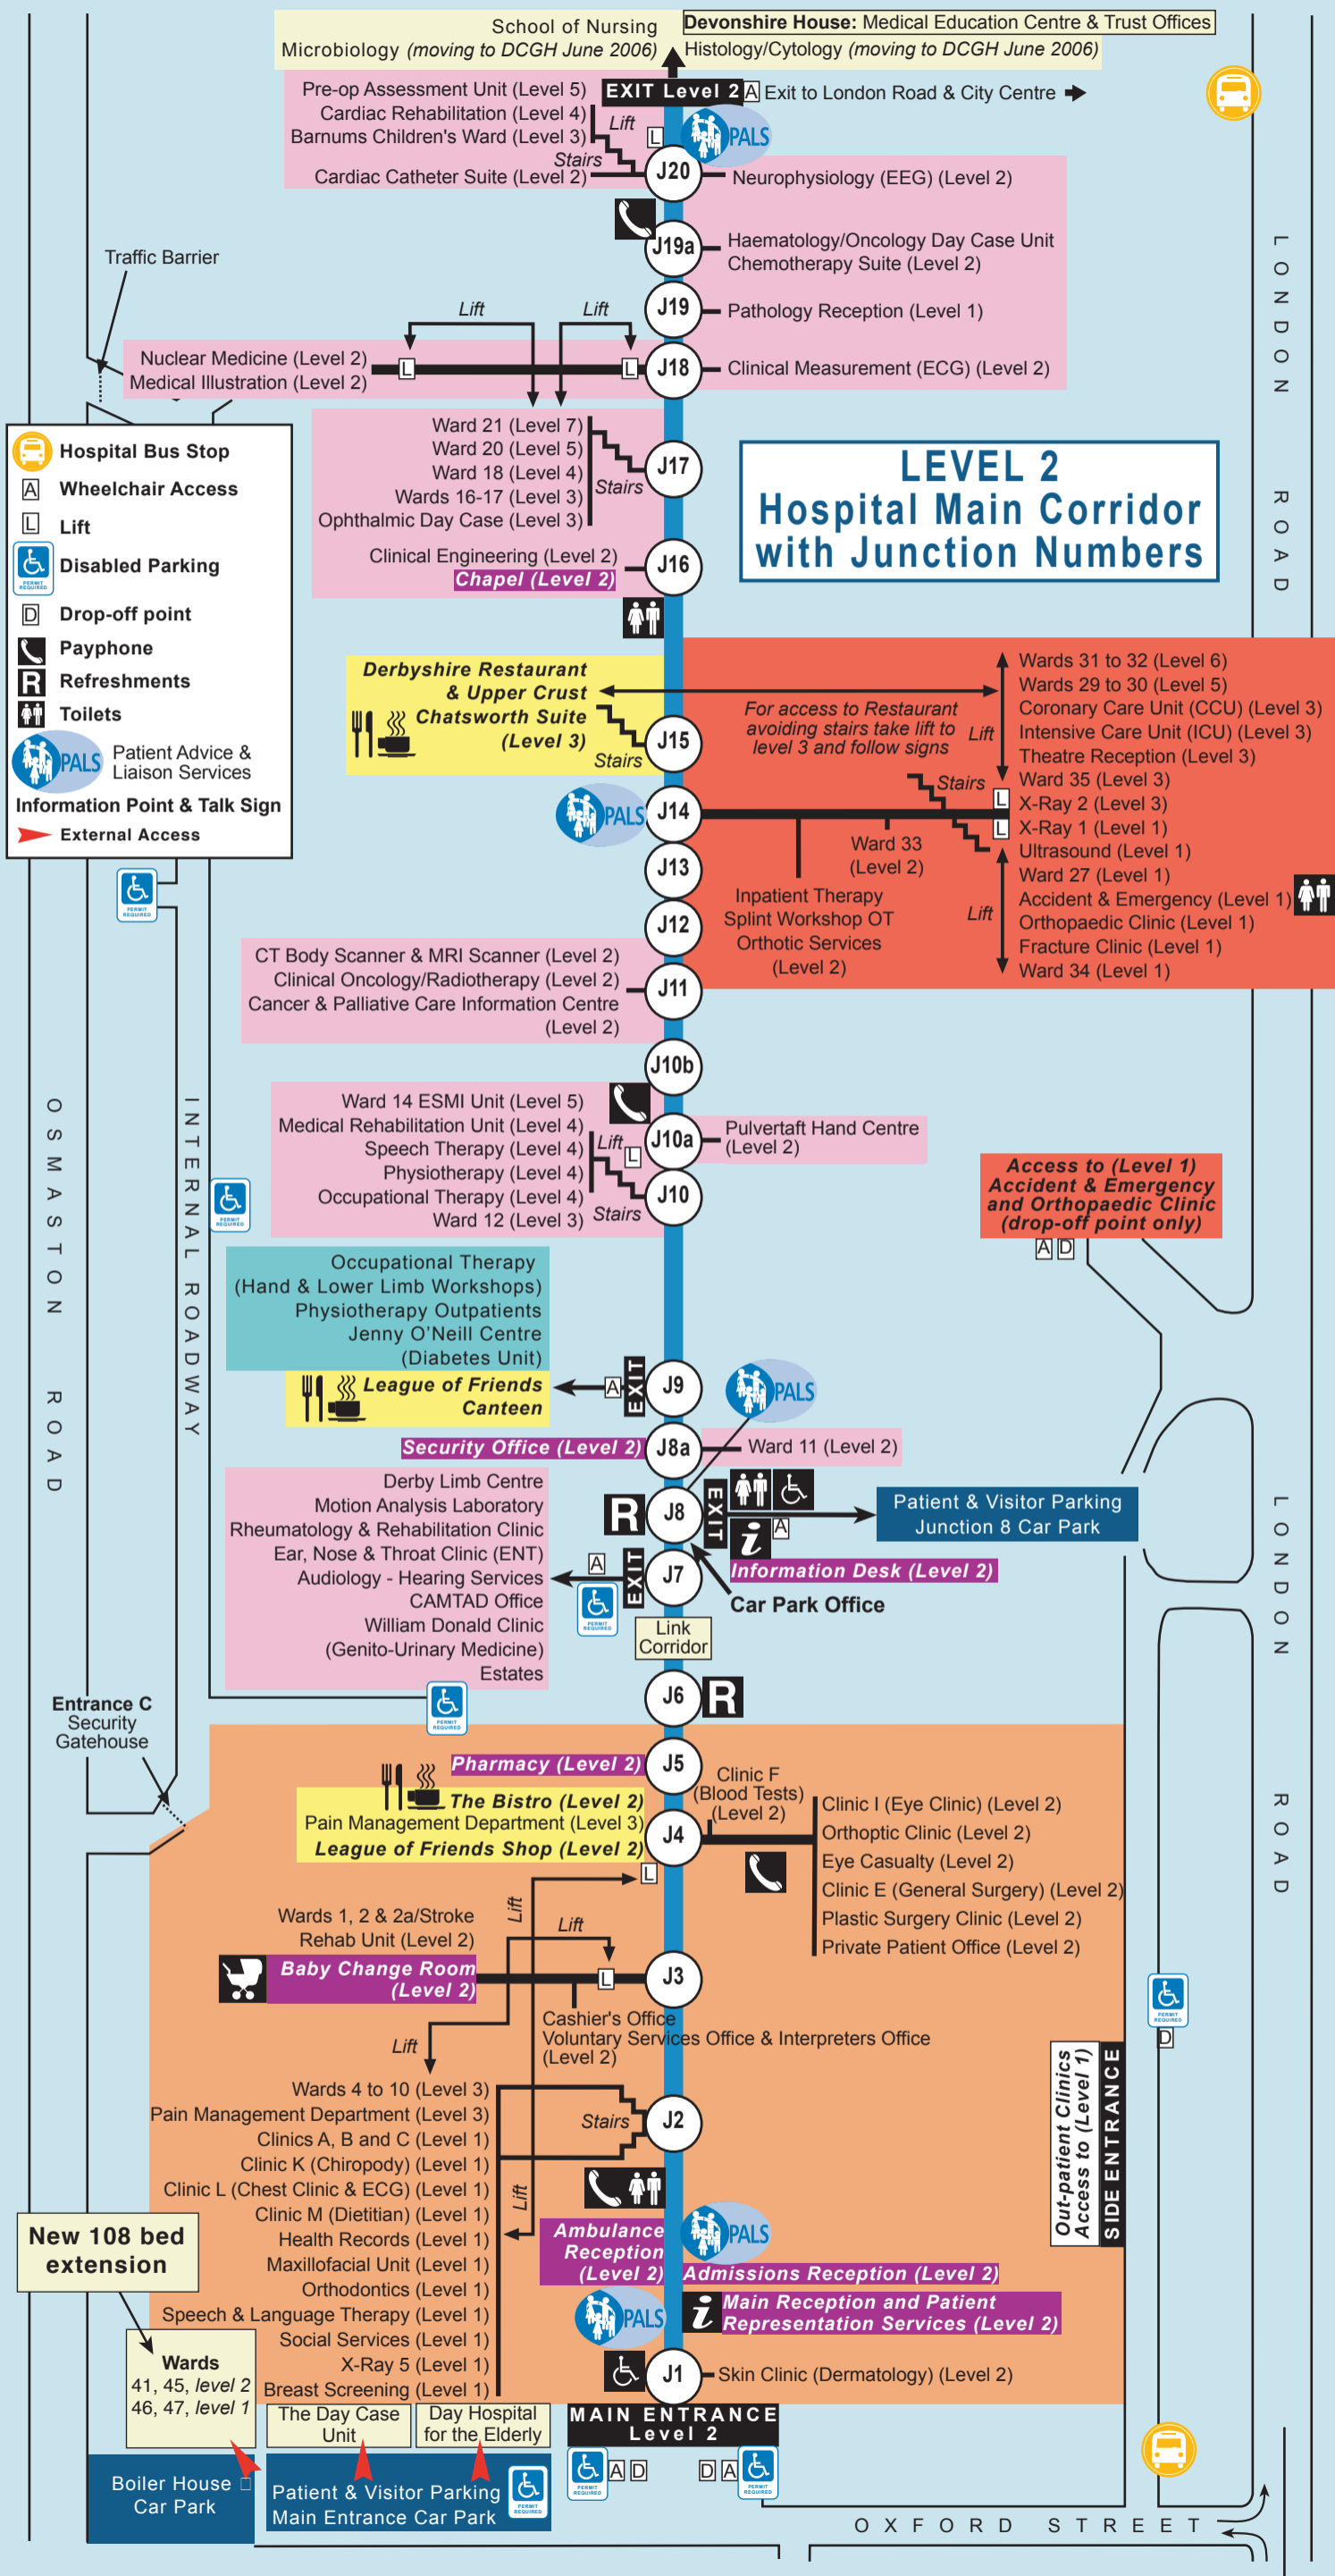 School of Nursing
Microbiology (moving to DCGH June 2006)
Devonshire House: Medical Education Centre & Trust Offices
Histology/Cytology (moving to DCGH June 2006)
EXIT Level 2
A
Exit to London Road & City Centre
Pre-op Assessment Unit (Level 5)
Cardiac Rehabilitation (Level 4)
Barnums Children's Ward (Level 3)
Lift
L
Stairs
Cardiac Catheter Suite (Level 2)
PALS
J20
Neurophysiology (EEG) (Level 2)
J19a
Haematology/Oncology Day Case Unit
Chemotherapy Suite (Level 2)
J19
Pathology Reception (Level 1)
Traffic Barrier
Lift
Lift
Nuclear Medicine (Level 2)
Medical Illustration (Level 2)
L
L
J18
Clinical Measurement (ECG) (Level 2)
LONDON ROAD
Ward 21 (Level 7)
Ward 20 (Level 5)
Ward 18 (Level 4)
Wards 16-17 (Level 3)
Ophthalmic Day Case (Level 3)
Stairs
J17
LEVEL 2
Hospital Main Corridor
with Junction Numbers
Clinical Engineering (Level 2)
Chapel (Level 2)
J16
Hospital Bus Stop
A Wheelchair Access
L Lift
PERMIT
REQUIRED
Disabled Parking
D Drop-off point
Payphone
R Refreshments
Toilets
PALS
Patient Advice &
Liaison Services
Information Point & Talk Sign
External Access
Derbyshire Restaurant
& Upper Crust
Chatsworth Suite
(Level 3)
Stairs
J15
For access to Restaurant
avoiding stairs take lift to
level 3 and follow signs
Lift
Wards 31 to 32 (Level 6)
Wards 29 to 30 (Level 5)
Coronary Care Unit (CCU) (Level 3)
Intensive Care Unit (ICU) (Level 3)
Theatre Reception (Level 3)
Ward 35 (Level 3)
X-Ray 2 (Level 3)
X-Ray 1 (Level 1)
Ultrasound (Level 1)
Ward 27 (Level 1)
Accident & Emergency (Level 1)
Orthopaedic Clinic (Level 1)
Fracture Clinic (Level 1)
Ward 34 (Level 1)
Stairs
L
L
Lift
PALS
J14
Ward 33
(Level 2)
Inpatient Therapy
Splint Workshop OT
Orthotic Services
(Level 2)
J13
J12
PERMIT
REQUIRED
CT Body Scanner & MRI Scanner (Level 2)
Clinical Oncology/Radiotherapy (Level 2)
Cancer & Palliative Care Information Centre
(Level 2)
J11
J10b
Ward 14 ESMI Unit (Level 5)
Medical Rehabilitation Unit (Level 4)
Speech Therapy (Level 4)
Physiotherapy (Level 4)
Occupational Therapy (Level 4)
Ward 12 (Level 3)
Lift
L
Stairs
J10a
Pulvertaft Hand Centre
(Level 2)
J10
OSMASTON ROAD
INTERNAL ROADWAY
PERMIT
REQUIRED
Access to (Level 1)
Accident & Emergency
and Orthopaedic Clinic
(drop-off point only)
A D
Occupational Therapy
(Hand & Lower Limb Workshops)
Physiotherapy Outpatients
Jenny O'Neill Centre
(Diabetes Unit)
League of Friends
Canteen
A
EXIT
J9
PALS
Security Office (Level 2)
J8a
Ward 11 (Level 2)
Derby Limb Centre
Motion Analysis Laboratory
Rheumatology & Rehabilitation Clinic
Ear, Nose & Throat Clinic (ENT)
Audiology - Hearing Services
CAMTAD Office
William Donald Clinic
(Genito-Urinary Medicine)
Estates
R
J8
EXIT
i
A
Patient & Visitor Parking
Junction 8 Car Park
Information Desk (Level 2)
A
EXIT
PERMIT
REQUIRED
J7
Car Park Office
Link
Corridor
LONDON ROAD
J6
R
PERMIT
REQUIRED
Entrance C
Security
Gatehouse
Pharmacy (Level 2)
J5
The Bistro (Level 2)
Pain Management Department (Level 3)
League of Friends Shop (Level 2)
J4
L
Clinic F
(Blood Tests)
(Level 2)
Clinic I (Eye Clinic) (Level 2)
Orthoptic Clinic (Level 2)
Eye Casualty (Level 2)
Clinic E (General Surgery) (Level 2)
Plastic Surgery Clinic (Level 2)
Private Patient Office (Level 2)
Lift
Lift
Wards 1, 2 & 2a/Stroke
Rehab Unit (Level 2)
Baby Change Room
(Level 2)
L
J3
Cashier's Office
Voluntary Services Office & Interpreters Office
(Level 2)
Lift
PERMIT
REQUIRED
D
Wards 4 to 10 (Level 3)
Pain Management Department (Level 3)
Clinics A, B and C (Level 1)
Clinic K (Chiropody) (Level 1)
Clinic L (Chest Clinic & ECG) (Level 1)
Clinic M (Dietitian) (Level 1)
Health Records (Level 1)
Maxillofacial Unit (Level 1)
Orthodontics (Level 1)
Speech & Language Therapy (Level 1)
Social Services (Level 1)
X-Ray 5 (Level 1)
Breast Screening (Level 1)
Stairs
J2
Lift
Out-patient Clinics
Access to (Level 1)
SIDE ENTRANCE
Ambulance
Reception
(Level 2)
PALS
Admissions Reception (Level 2)
PALS
i
Main Reception and Patient
Representation Services (Level 2)
New 108 bed
extension
Wards
41, 45, level 2
46, 47, level 1
J1
Skin Clinic (Dermatology) (Level 2)
The Day Case
Unit
Day Hospital
for the Elderly
MAIN ENTRANCE
Level 2
Boiler House
Car Park
Patient & Visitor Parking
Main Entrance Car Park
PERMIT
REQUIRED
PERMIT
REQUIRED
A D
D A
PERMIT
REQUIRED
OXFORD STREET